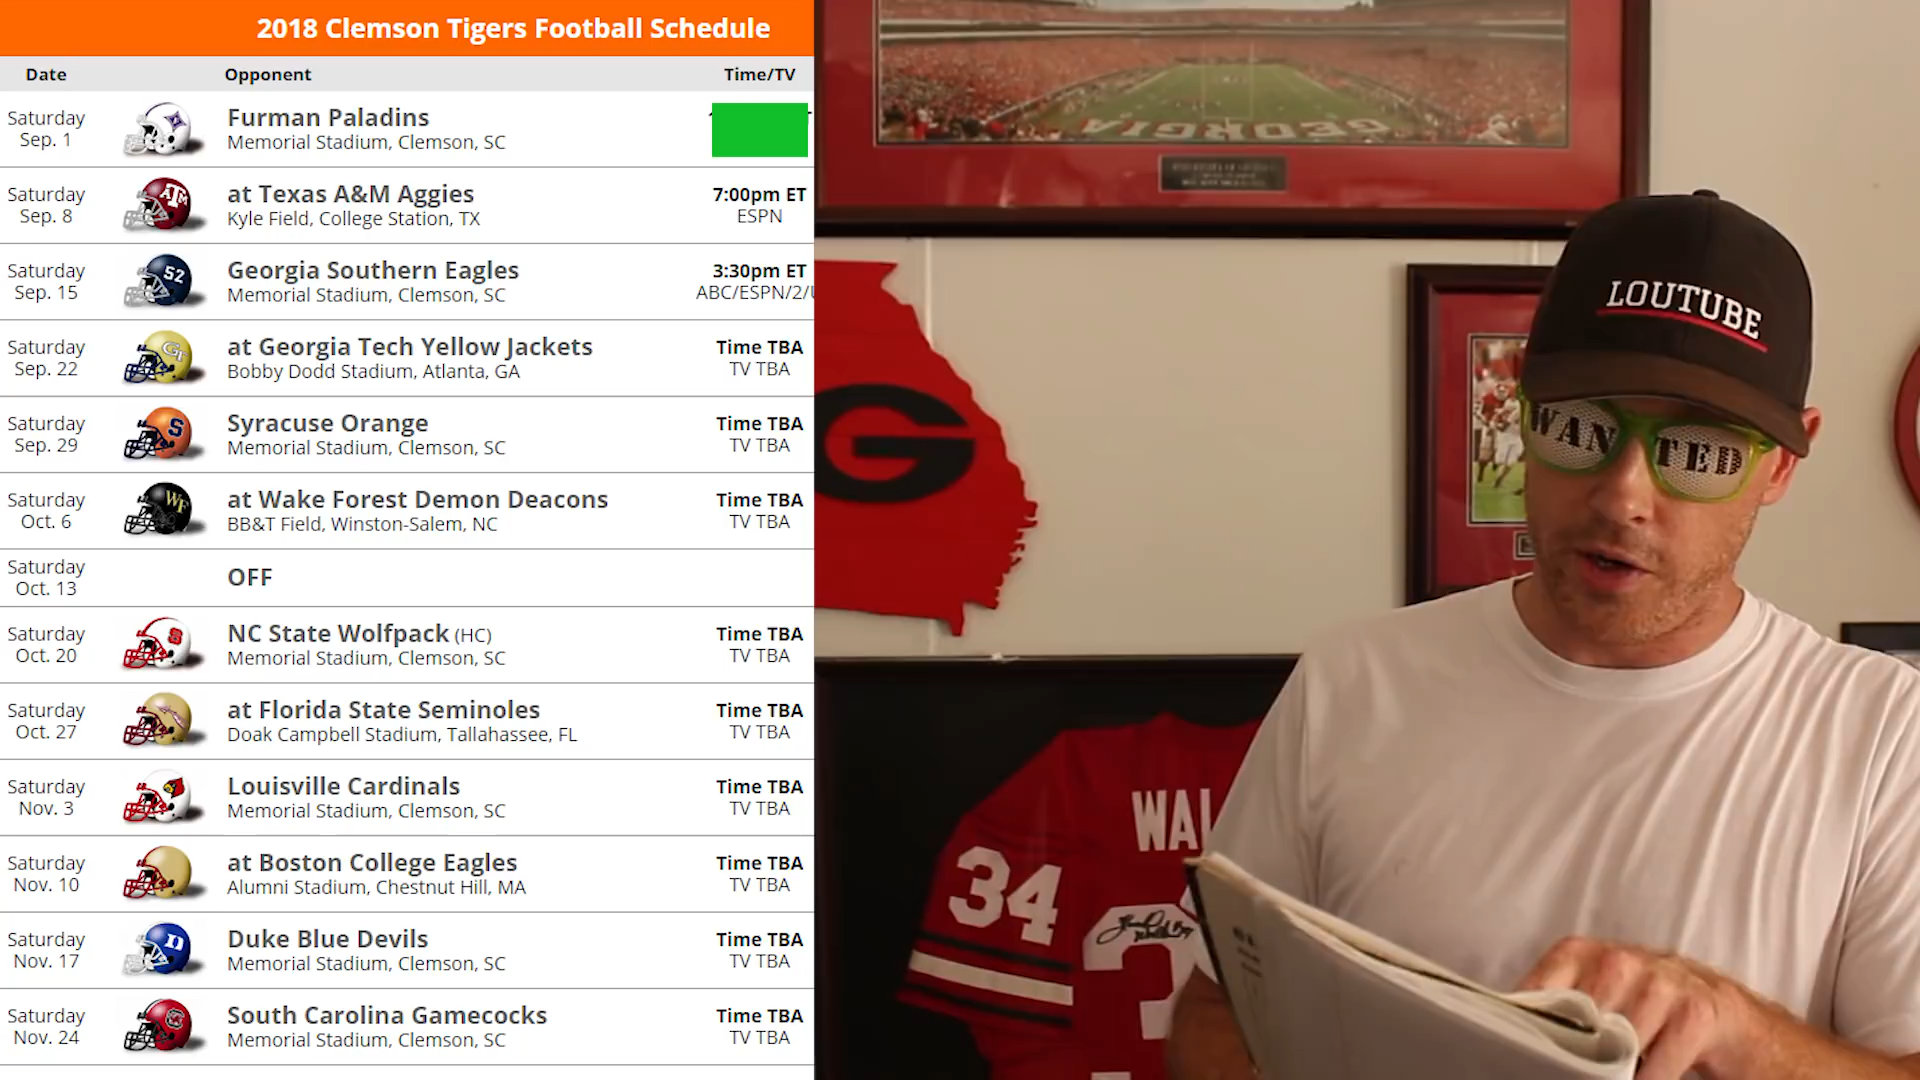 2018 Clemson Tigers Football Schedule
Date Opponent Time/TV
Saturday
Sep. 1
Furman Paladins
Memorial Stadium, Clemson, SC
Saturday
Sep. 8
at Texas A&M Aggies
Kyle Field, College Station, TX
7:00pm ET
ESPN
Saturday
Sep. 15
52
Georgia Southern Eagles
Memorial Stadium, Clemson, SC
3:30pm ET
ABC/ESPN/2/
Saturday
Sep. 22
GT
at Georgia Tech Yellow Jackets
Bobby Dodd Stadium, Atlanta, GA
Time TBA
TV TBA
Saturday
Sep. 29
S
Syracuse Orange
Memorial Stadium, Clemson, SC
Time TBA
TV TBA
Saturday
Oct. 6
WF
at Wake Forest Demon Deacons
BB&T Field, Winston-Salem, NC
Time TBA
TV TBA
Saturday
Oct. 13
OFF
Saturday
Oct. 20
S
NC State Wolfpack (HC)
Memorial Stadium, Clemson, SC
Time TBA
TV TBA
Saturday
Oct. 27
at Florida State Seminoles
Doak Campbell Stadium, Tallahassee, FL
Time TBA
TV TBA
Saturday
Nov. 3
Louisville Cardinals
Memorial Stadium, Clemson, SC
Time TBA
TV TBA
Saturday
Nov. 10
at Boston College Eagles
Alumni Stadium, Chestnut Hill, MA
Time TBA
TV TBA
Saturday
Nov. 17
D
Duke Blue Devils
Memorial Stadium, Clemson, SC
Time TBA
TV TBA
Saturday
Nov. 24
South Carolina Gamecocks
Memorial Stadium, Clemson, SC
Time TBA
TV TBA
GEORGIA
G
LOUTUBE
WANTED
WAL
34
3